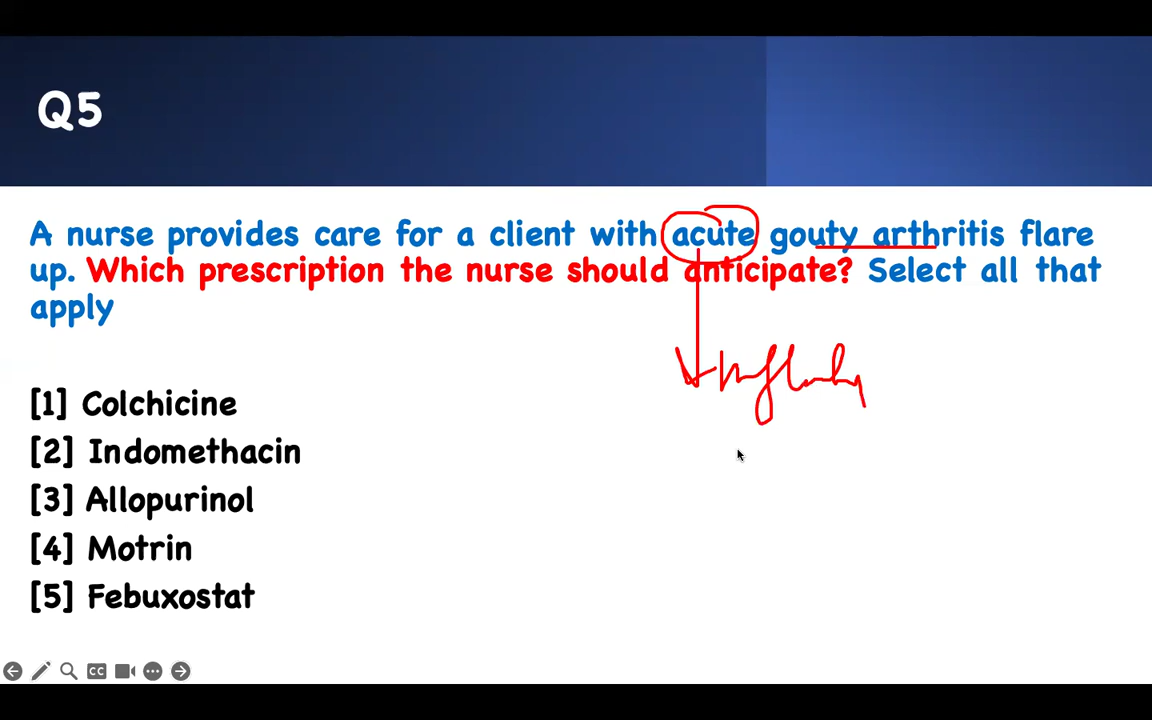 Q5
A nurse provides care for a client with acute gouty arthritis flare
up. Which prescription the nurse should anticipate? Select all that
apply
[1] Colchicine
[2] Indomethacin
[3] Allopurinol
[4] Motrin
[5] Febuxostat
CC